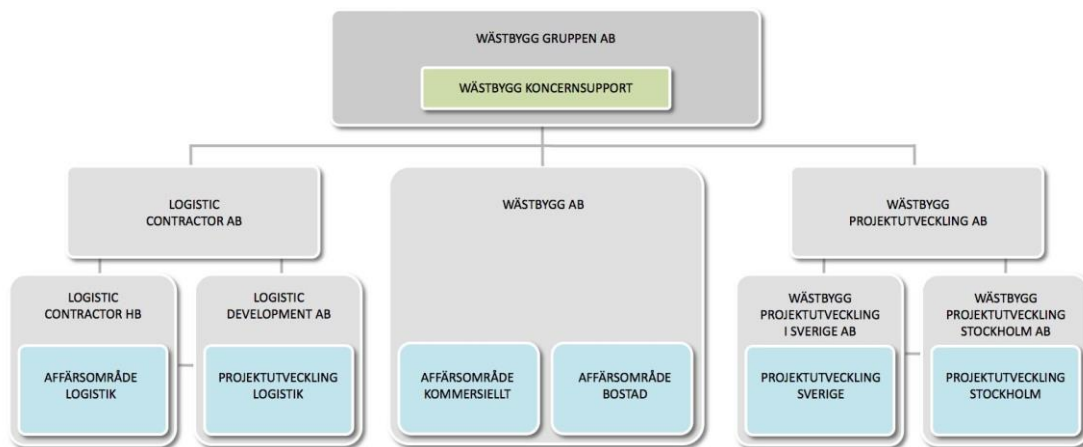 WÄSTBYGG GRUPPEN AB
WÄSTBYGG KONCERNSUPPORT
LOGISTIC
CONTRACTOR AB
WÄSTBYGG AB
WÄSTBYGG
PROJEKTUTVECKLING AB
LOGISTIC
CONTRACTOR HB
AFFÄRSOMRÅDE
LOGISTIK
LOGISTIC
DEVELOPMENT AB
PROJEKTUTVECKLING
LOGISTIK
AFFÄRSOMRÅDE
KOMMERSIELLT
AFFÄRSOMRÅDE
BOSTAD
WÄSTBYGG
PROJEKTUTVECKLING
I SVERIGE AB
PROJEKTUTVECKLING
SVERIGE
WÄSTBYGG
PROJEKTUTVECKLING
STOCKHOLM AB
PROJEKTUTVECKLING
STOCKHOLM